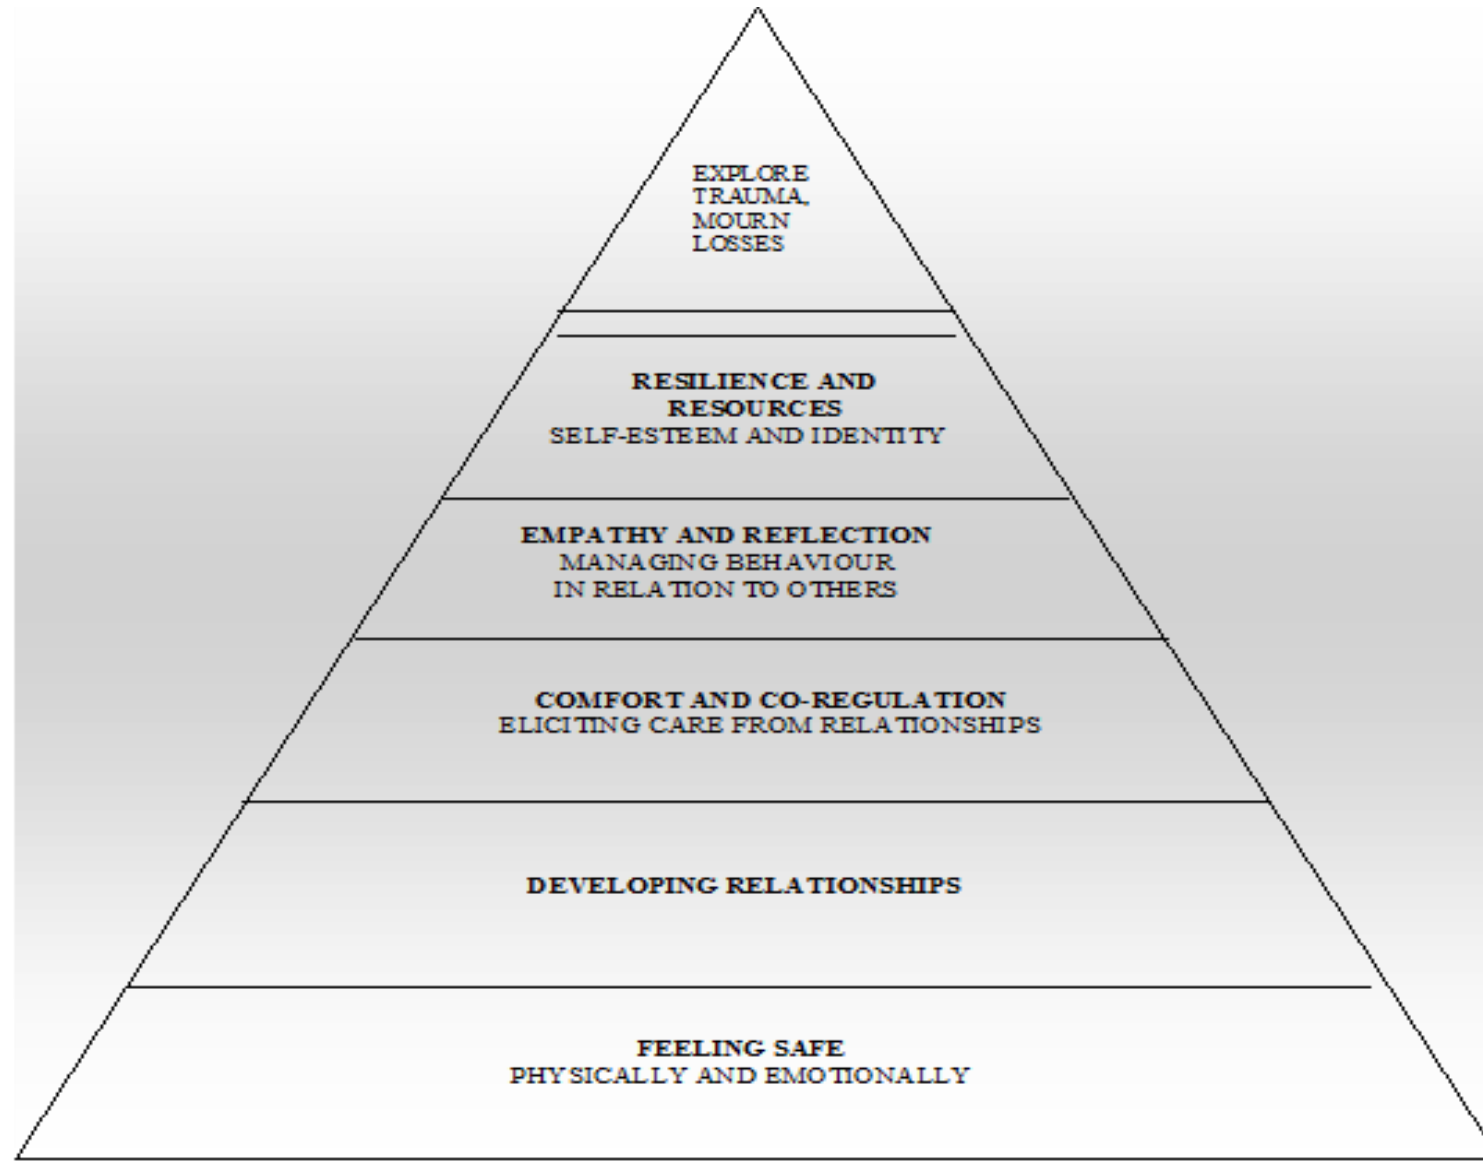 EXPLORE
TRAUMA,
MOURN
LOSSES
RESILIENCE AND
RESOURCES
SELF-ESTEEM AND IDENTITY
EMPATHY AND REFLECTION
MANAGING BEHAVIOUR
IN RELATION TO OTHERS
COMFORT AND CO-REGULATION
ELICITING CARE FROM RELATIONSHIPS
DEVELOPING RELATIONSHIPS
FEELING SAFE
PHYSICALLY AND EMOTIONALLY